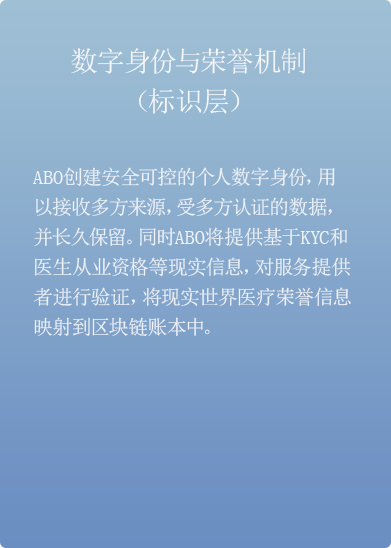 数字身份与荣誉机制
（标识层）
ABO创建安全可控的个人数字身份，用
以接收多方来源，受多方认证的数据，
并长久保留。同时ABO将提供基于KYC和
医生从业资格等现实信息，对服务提供
者进行验证，将现实世界医疗荣誉信息
映射到区块链账本中。